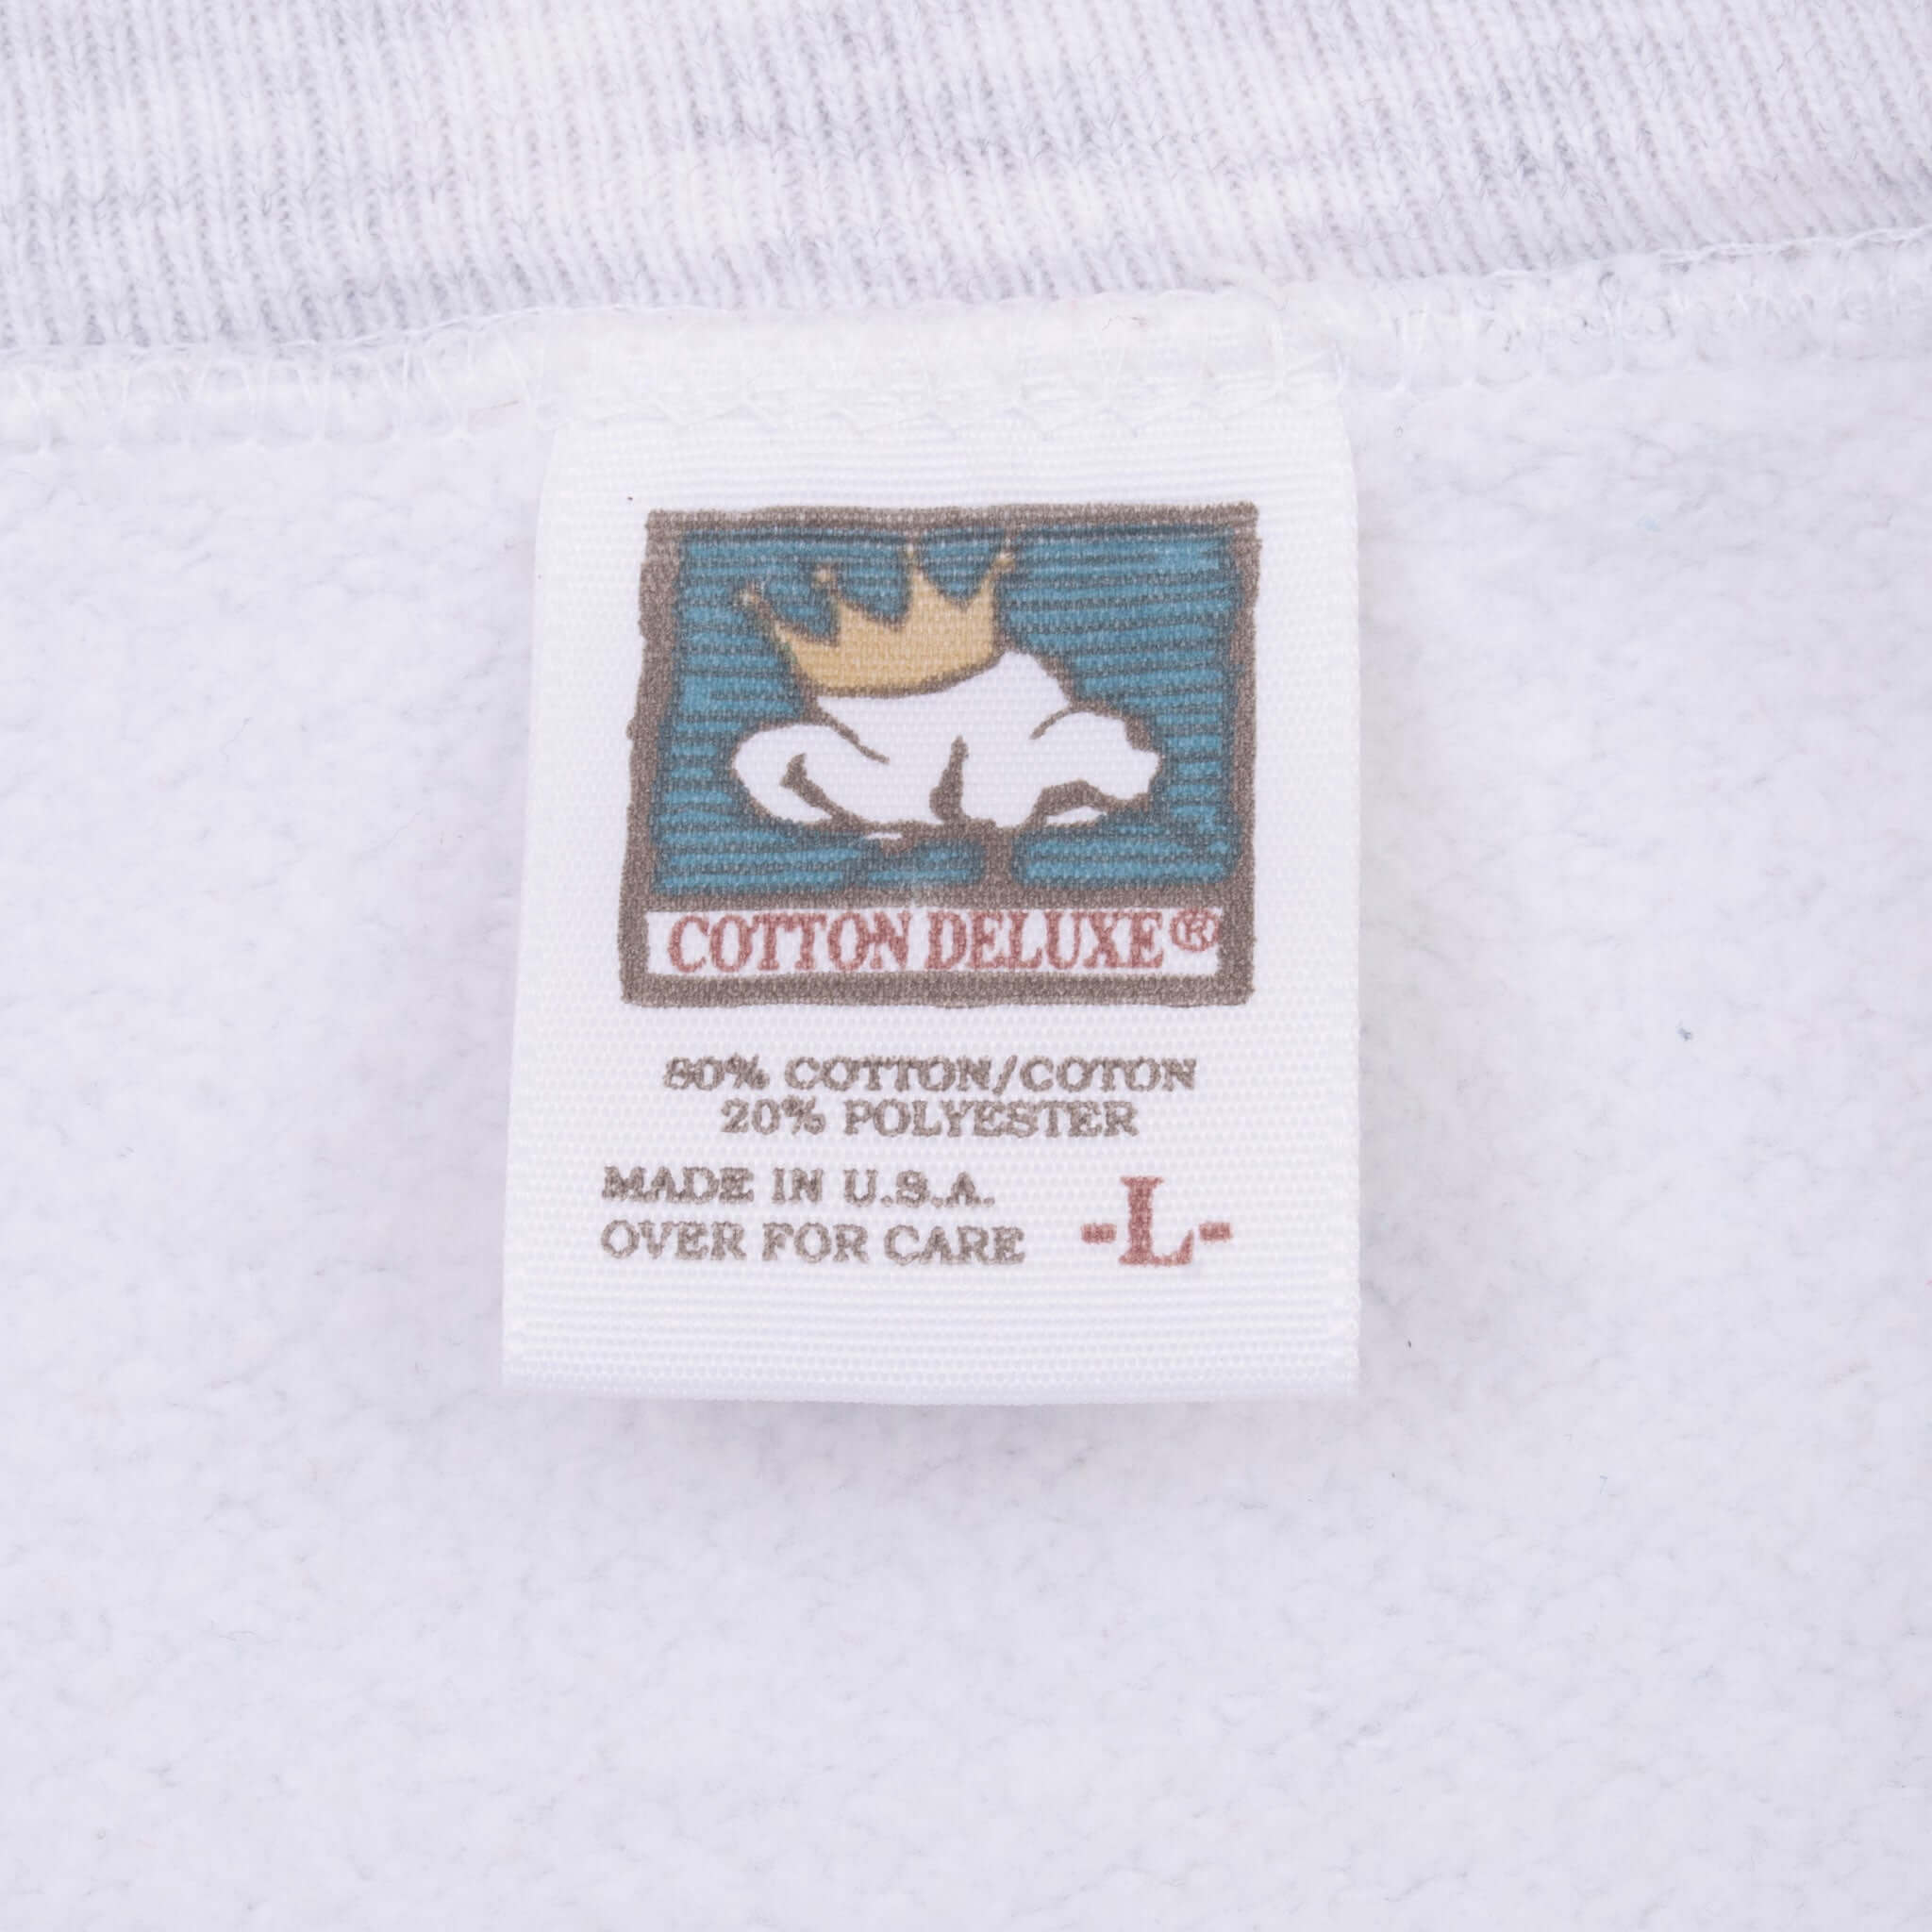 COTTON DELUXE®
80% COTTON/COTON
20% POLYESTER
MADE IN U.S.A.
OVER FOR CARE
-L-